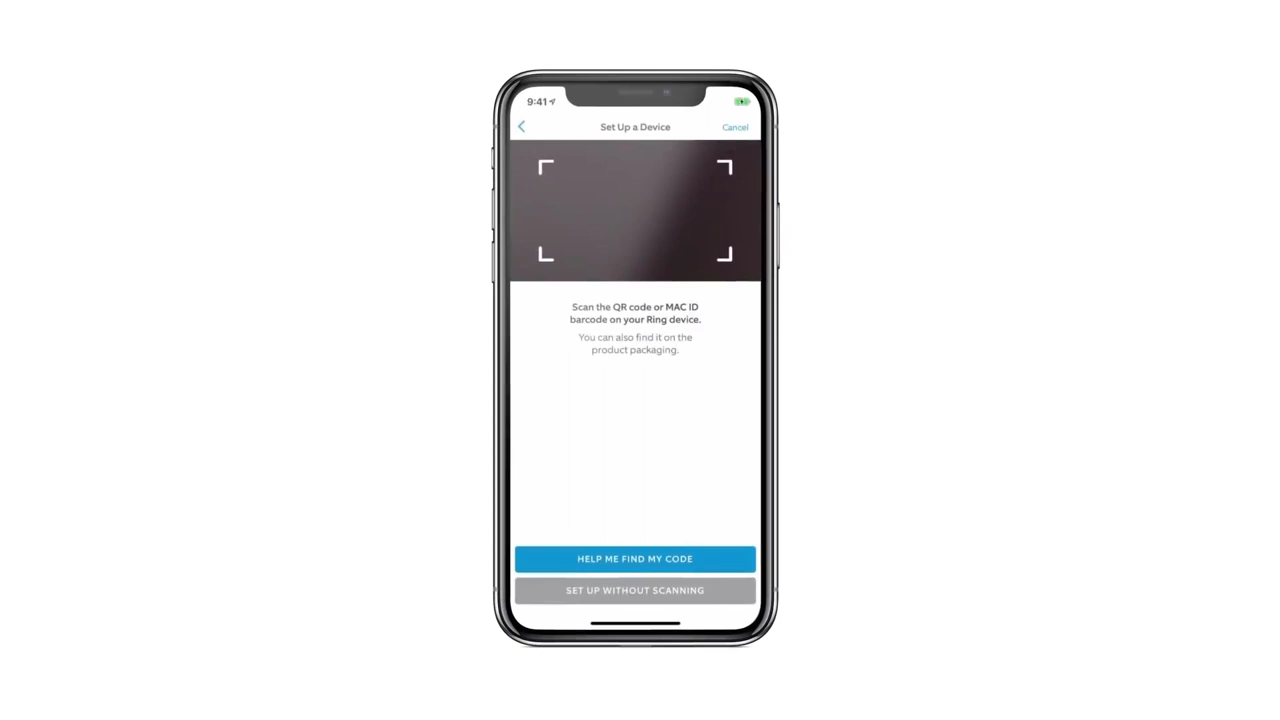 9:41
Set Up a Device
Cancel
Scan the QR code or MAC ID
barcode on your Ring device.
You can also find it on the
product packaging.
HELP ME FIND MY CODE
SET UP WITHOUT SCANNING